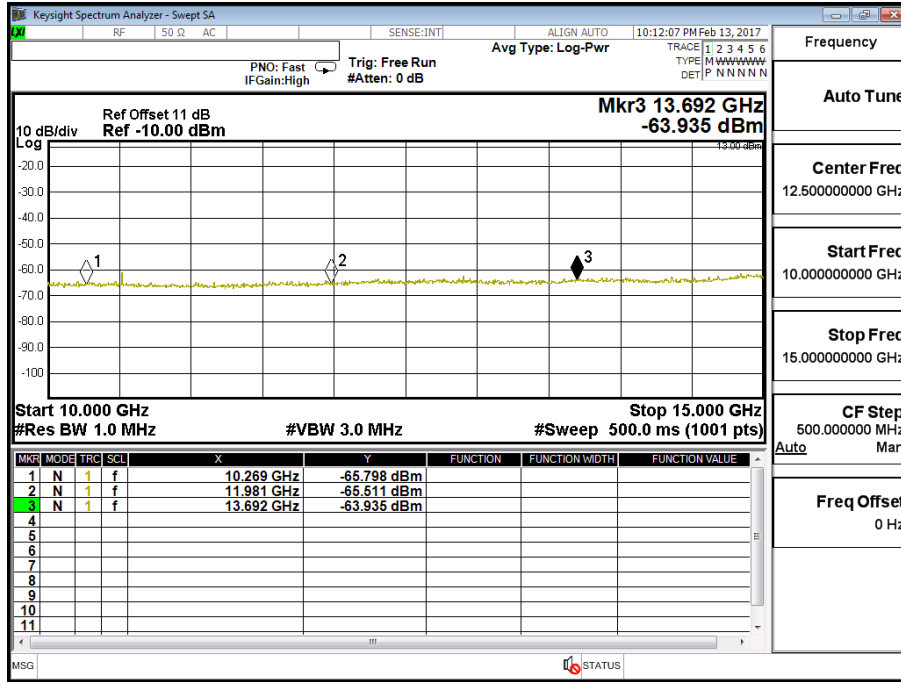 Keysight Spectrum Analyzer - Swept SA
LXI RF 50 Ω AC SENSE:INT ALIGN AUTO 10:12:07 PM Feb 13, 2017
Avg Type: Log-Pwr TRACE 1 2 3 4 5 6
PNO: Fast Trig: Free Run TYPE M WWWWW
IFGain:High #Atten: 0 dB DET P N N N N N
Ref Offset 11 dB Mkr3 13.692 GHz
10 dB/div Ref -10.00 dBm -63.935 dBm
Log
13.00 dBm
-20.0
-30.0
-40.0
-50.0
-60.0
-70.0
-80.0
-90.0
-100
1
2
3
Start 10.000 GHz Stop 15.000 GHz
#Res BW 1.0 MHz #VBW 3.0 MHz #Sweep 500.0 ms (1001 pts)
MKR MODE TRC SCL X Y FUNCTION FUNCTION WIDTH FUNCTION VALUE
1 N 1 f 10.269 GHz -65.798 dBm
2 N 1 f 11.981 GHz -65.511 dBm
3 N 1 f 13.692 GHz -63.935 dBm
4
5
6
7
8
9
10
11
MSG STATUS
Frequency
Auto Tune
Center Freq
12.500000000 GHz
Start Freq
10.000000000 GHz
Stop Freq
15.000000000 GHz
CF Step
500.000000 MHz
Auto Man
Freq Offset
0 Hz